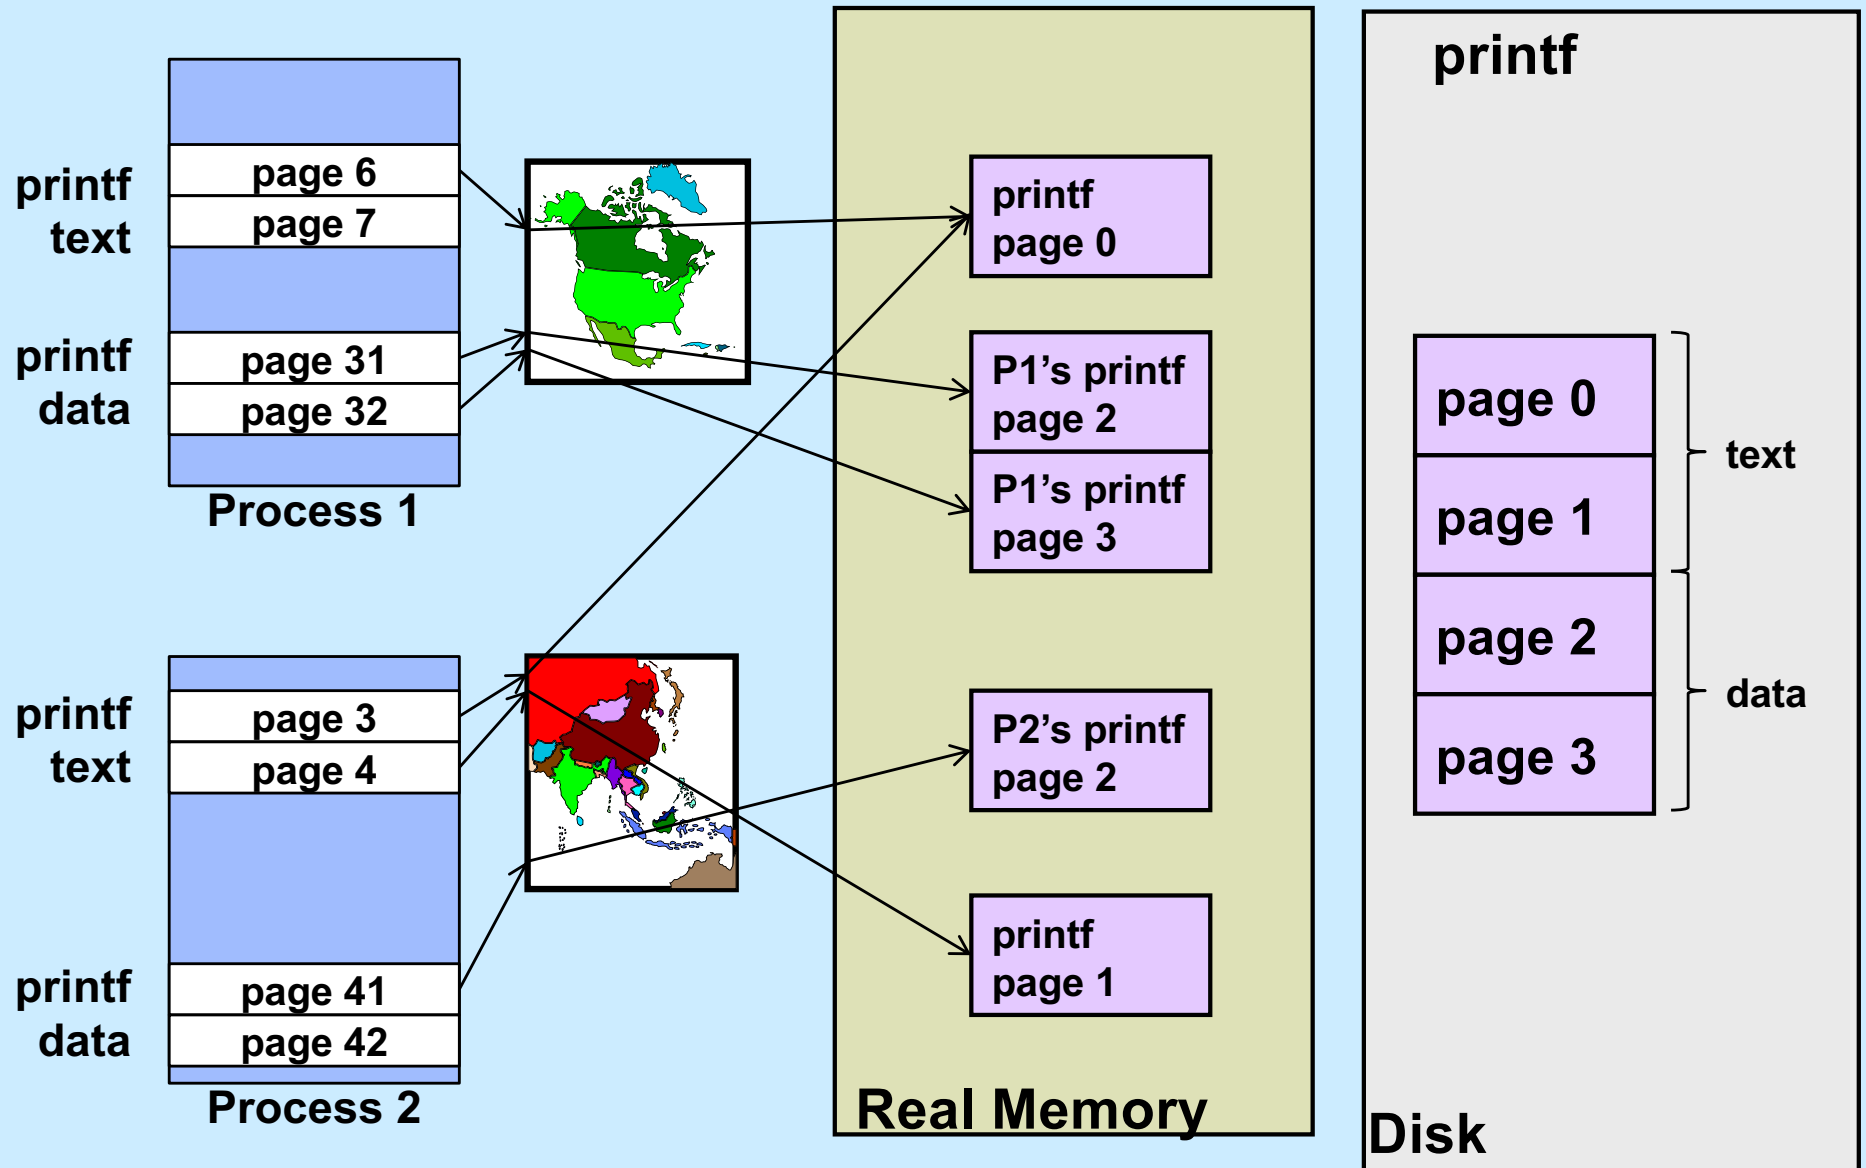 printf
text
page 6
page 7
printf
data
page 31
page 32
Process 1
printf
text
page 3
page 4
printf
data
page 41
page 42
Process 2
printf
page 0
P1’s printf
page 2
P1’s printf
page 3
P2’s printf
page 2
printf
page 1
Real Memory
printf
page 0
page 1
page 2
page 3
text
data
Disk